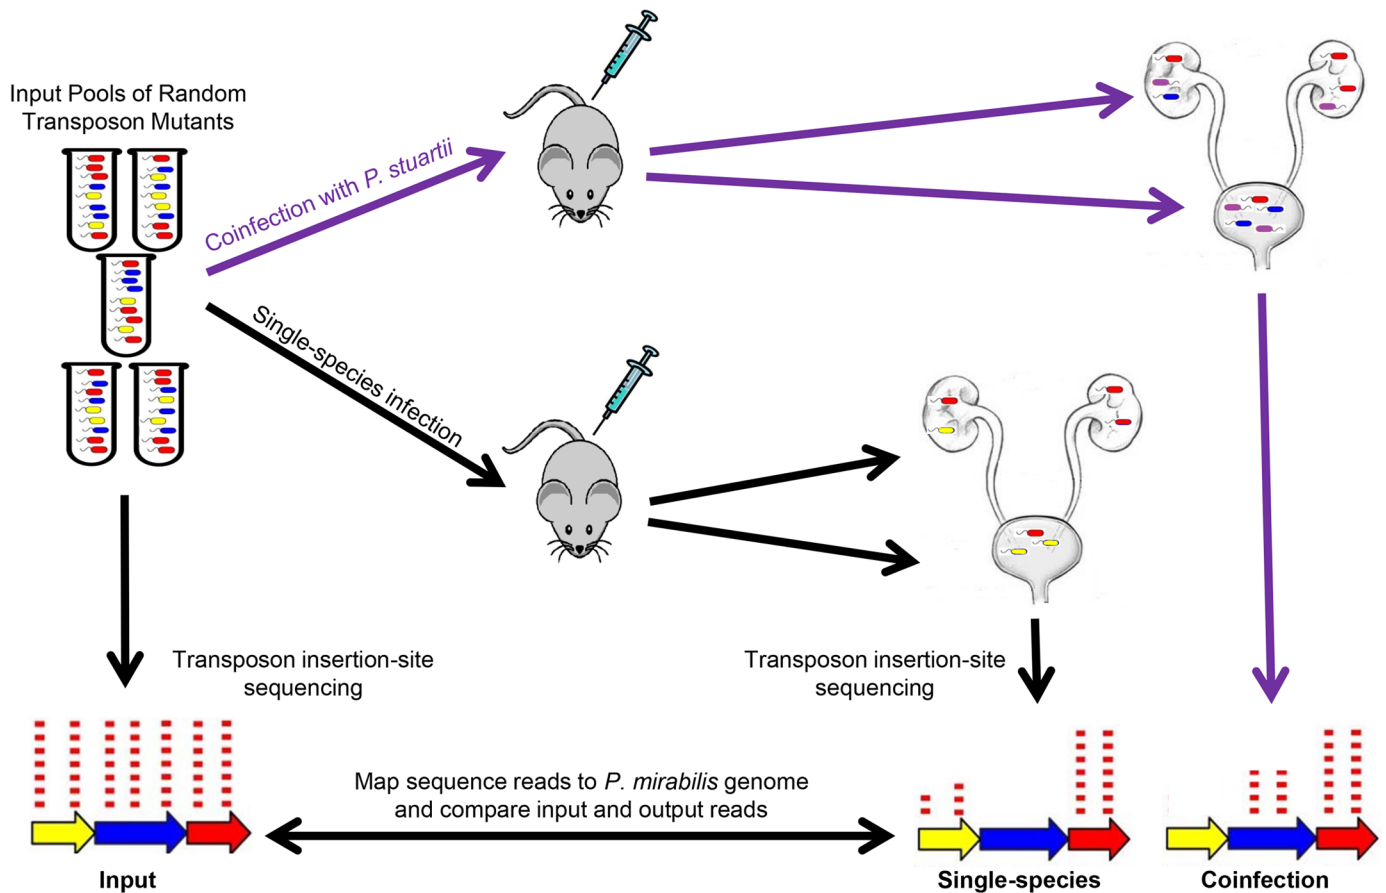 Input Pools of Random
Transposon Mutants
Coinfection with P. stuartii
Single-species infection
Transposon insertion-site
sequencing
Transposon insertion-site
sequencing
Map sequence reads to P. mirabilis genome
and compare input and output reads
Input
Single-species
Coinfection